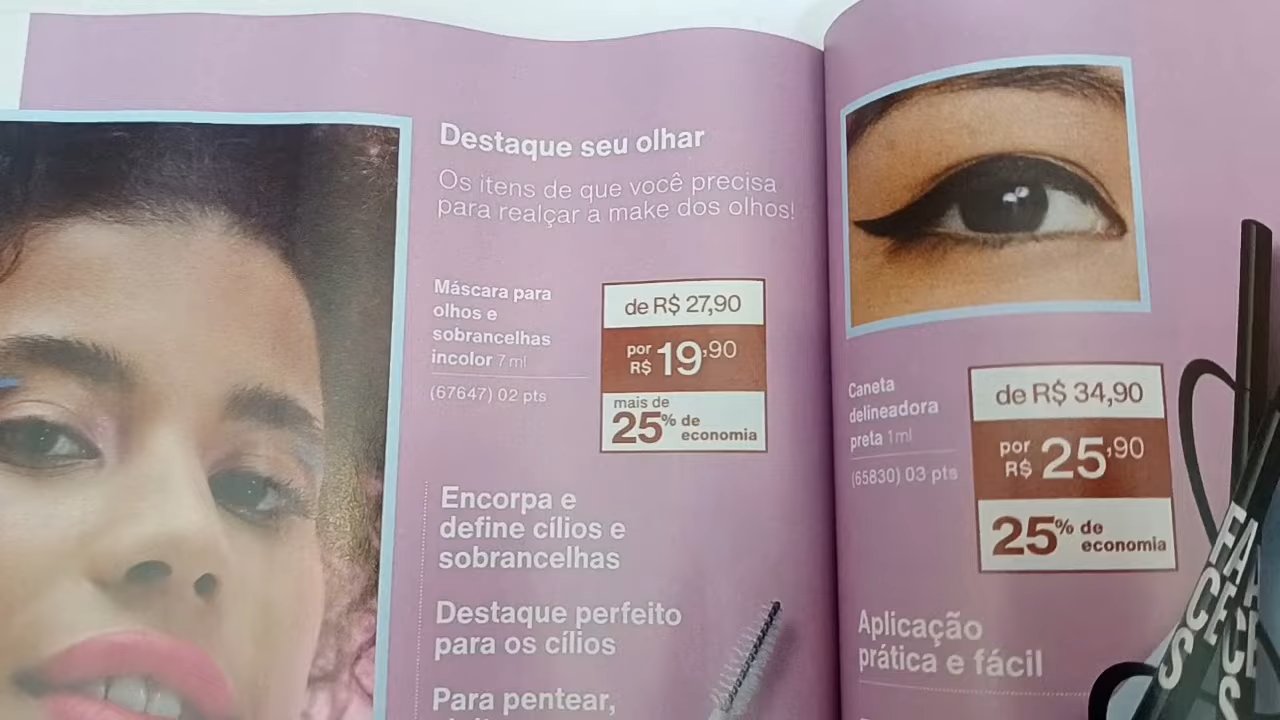 Destaque seu olhar
Os itens de que você precisa
para realçar a make dos olhos!
Máscara para
olhos e
sobrancelhas
incolor 7 ml
(67647) 02 pts
de R$ 27,90
por R$ 19,90
mais de
25% de economia
Encorpa e
define cílios e
sobrancelhas
Destaque perfeito
para os cílios
Para pentear,
Caneta
delineadora
preta 1 ml
(65830) 03 pts
de R$ 34,90
por R$ 25,90
25% de economia
Aplicação
prática e fácil
FACES